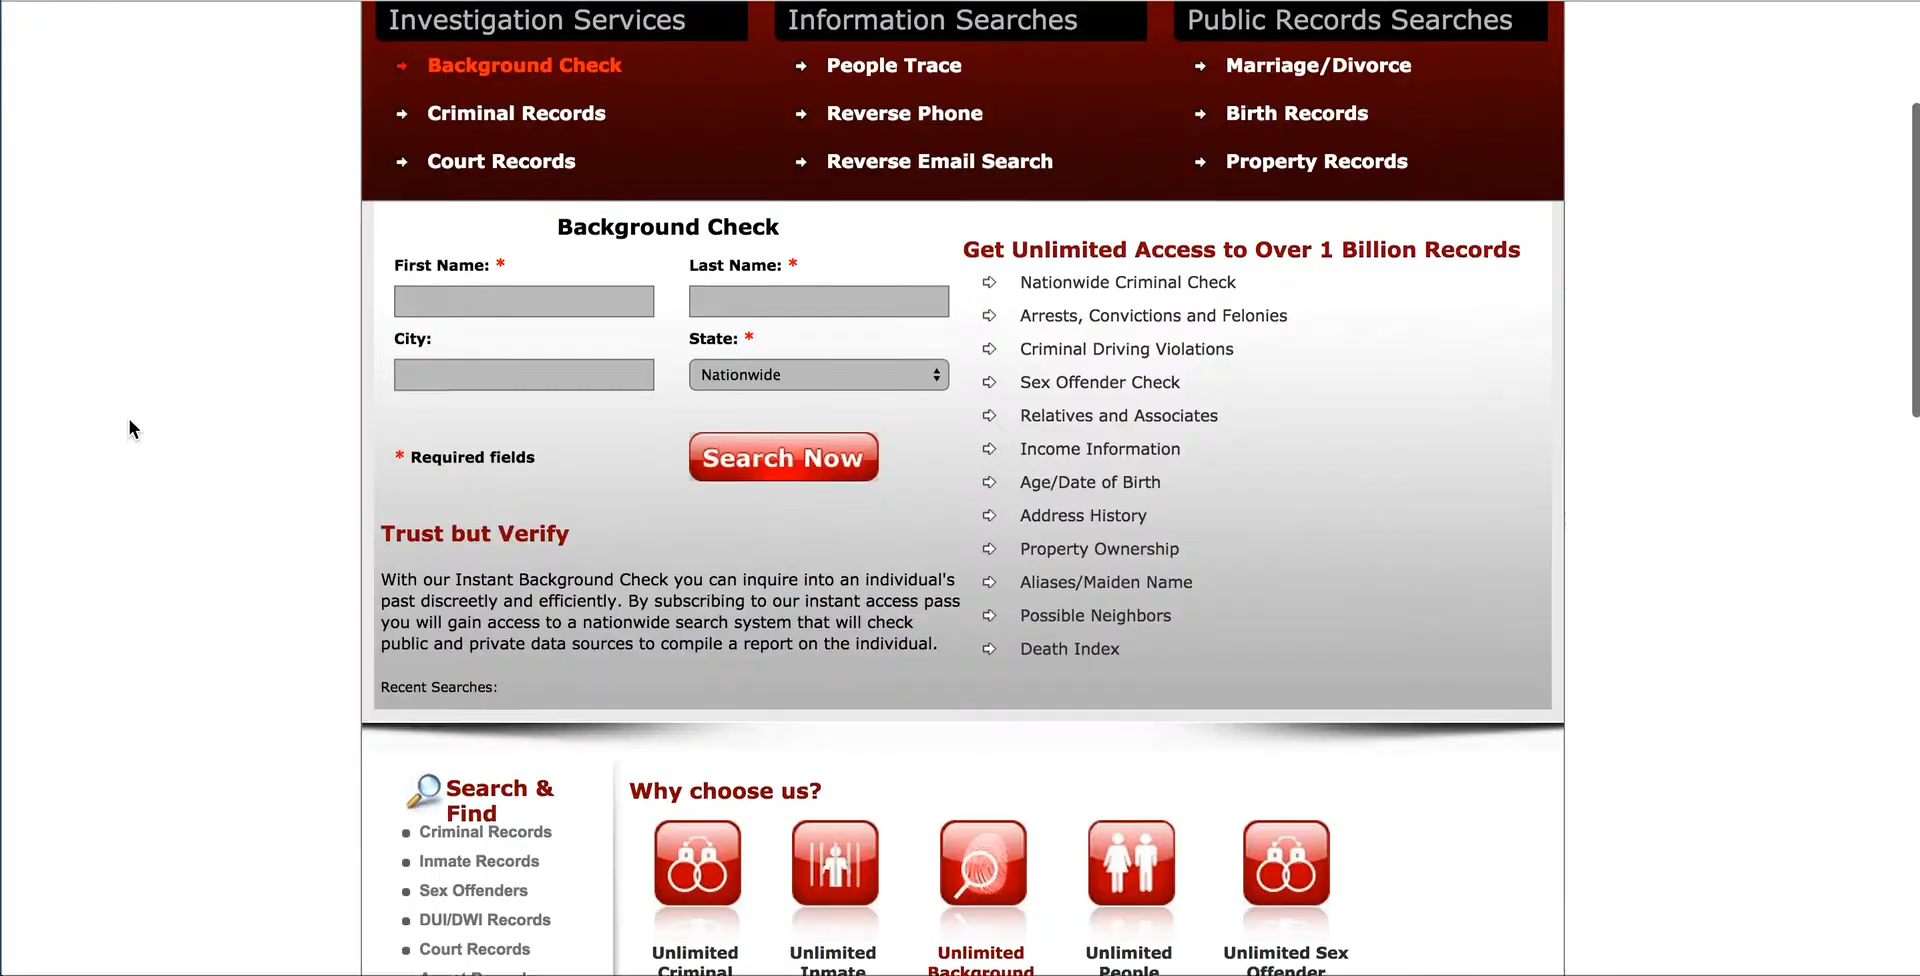 Investigation Services
Information Searches
Public Records Searches
Background Check
People Trace
Marriage/Divorce
Criminal Records
Reverse Phone
Birth Records
Court Records
Reverse Email Search
Property Records
Background Check
First Name: *
Last Name: *
City:
State: *
Nationwide
* Required fields
Search Now
Trust but Verify
With our Instant Background Check you can inquire into an individual's
past discreetly and efficiently. By subscribing to our instant access pass
you will gain access to a nationwide search system that will check
public and private data sources to compile a report on the individual.
Recent Searches:
Get Unlimited Access to Over 1 Billion Records
Nationwide Criminal Check
Arrests, Convictions and Felonies
Criminal Driving Violations
Sex Offender Check
Relatives and Associates
Income Information
Age/Date of Birth
Address History
Property Ownership
Aliases/Maiden Name
Possible Neighbors
Death Index
Search &
Find
Criminal Records
Inmate Records
Sex Offenders
DUI/DWI Records
Court Records
Why choose us?
Unlimited
Criminal
Unlimited
Inmate
Unlimited
Background
Unlimited
People
Unlimited Sex
Offender